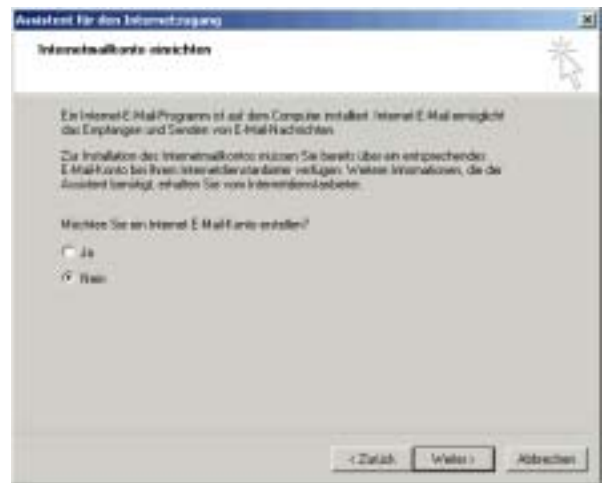 Assistent für den Internetzugang
Internetmailkonto einrichten
Ein Internet-E-Mail-Programm ist auf dem Computer installiert. Internet-E-Mail ermöglicht
das Empfangen und Senden von E-Mail-Nachrichten.
Zur Installation des Internetmailkontos müssen Sie bereits über ein entsprechendes
E-Mail-Konto bei Ihrem Internetdienstanbieter verfügen. Weitere Informationen, die der
Assistent benötigt, erhalten Sie vom Internetdienstanbieter.
Möchten Sie ein Internet-E-Mail-Konto erstellen?
Ja
Nein
< Zurück
Weiter >
Abbrechen